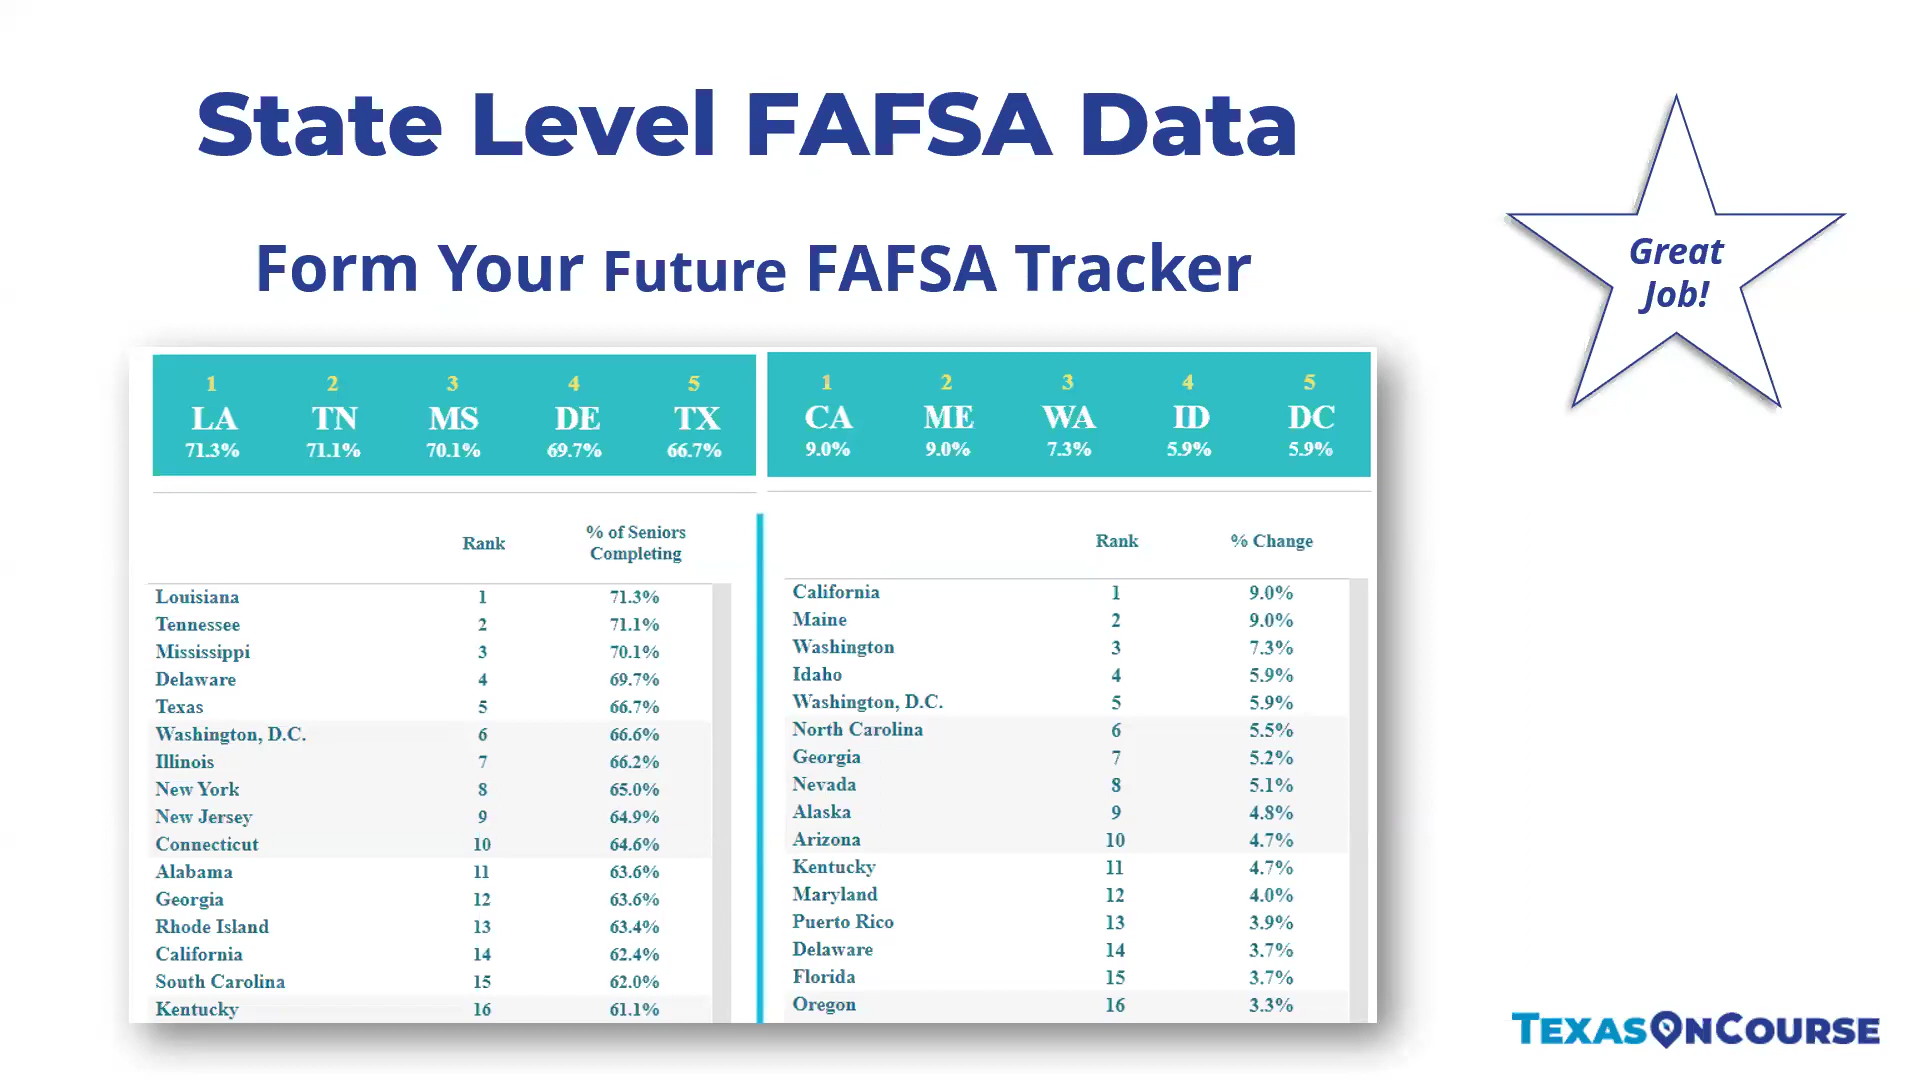 State Level FAFSA Data
Form Your Future FAFSA Tracker
Great
Job!
1 2 3 4 5
LA TN MS DE TX
71.3% 71.1% 70.1% 69.7% 66.7%
1 2 3 4 5
CA ME WA ID DC
9.0% 9.0% 7.3% 5.9% 5.9%
Rank % of Seniors
Completing
Louisiana 1 71.3%
Tennessee 2 71.1%
Mississippi 3 70.1%
Delaware 4 69.7%
Texas 5 66.7%
Washington, D.C. 6 66.6%
Illinois 7 66.2%
New York 8 65.0%
New Jersey 9 64.9%
Connecticut 10 64.6%
Alabama 11 63.6%
Georgia 12 63.6%
Rhode Island 13 63.4%
California 14 62.4%
South Carolina 15 62.0%
Kentucky 16 61.1%
Rank % Change
California 1 9.0%
Maine 2 9.0%
Washington 3 7.3%
Idaho 4 5.9%
Washington, D.C. 5 5.9%
North Carolina 6 5.5%
Georgia 7 5.2%
Nevada 8 5.1%
Alaska 9 4.8%
Arizona 10 4.7%
Kentucky 11 4.7%
Maryland 12 4.0%
Puerto Rico 13 3.9%
Delaware 14 3.7%
Florida 15 3.7%
Oregon 16 3.3%
TEXASONCOURSE